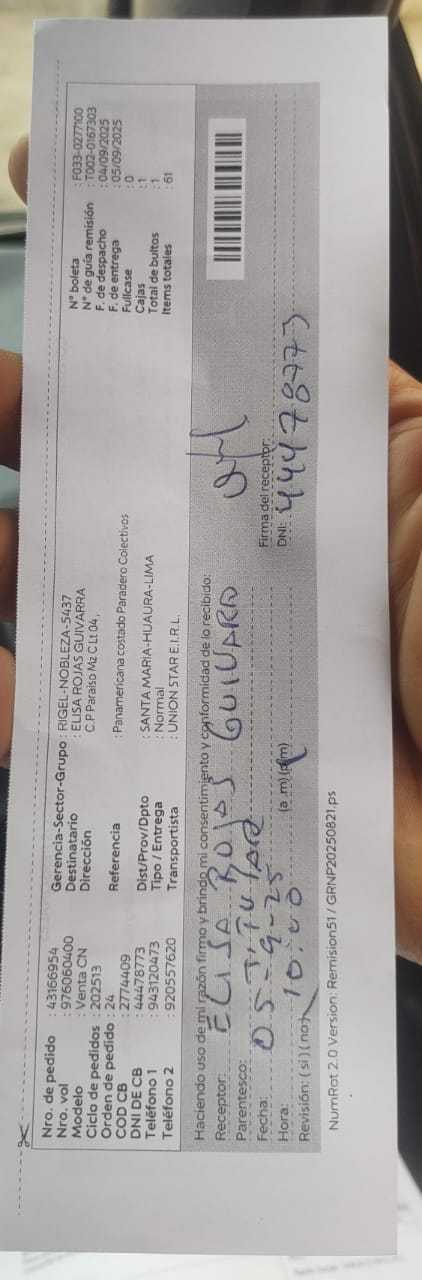 Nro. de pedido : 43166954
Nro. vol : 976060400
Modelo : Venta CN
Ciclo de pedidos : 202513
Orden de pedido : 24
COD CB : 2774409
DNI DE CB : 44478773
Teléfono 1 : 943120473
Teléfono 2 : 920557620
Gerencia-Sector-Grupo : RIGEL-NOBLEZA-5437
Destinatario : ELISA ROJAS GUIVARRA
Dirección C.P Paraiso Mz C Lt 04,
Referencia : Panamericana costado Paradero Colectivos
Dist/Prov/Dpto : SANTA MARIA-HUAURA-LIMA
Tipo / Entrega : Normal
Transportista : UNION STAR E.I.R.L.
N° boleta : F033-0277100
N° de guía remisión : T002-0167303
F. de despacho : 04/09/2025
F. de entrega : 05/09/2025
Fullcase : 0
Cajas : 1
Total de bultos : 1
Items totales : 61
Haciendo uso de mi razón firmo y brindo mi consentimiento y conformidad de lo recibido:
Receptor: ELISA ROJAS GUIVARD
Parentesco: TITULAR
Fecha: 05-9-25
Hora: 10:00 (a .m) (p.m)
Revisión: ( si ) ( no )
Firma del receptor:
DNI: 44478773
NumRot 2.0 Version: Remision51 / GRNP20250821.ps